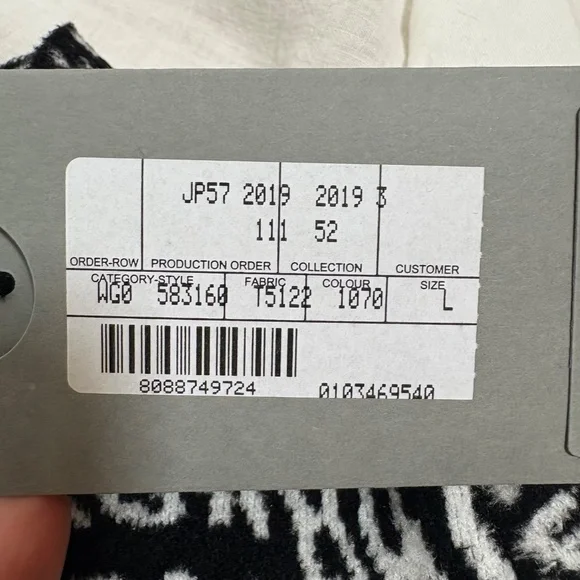 JP57 2019 2019 3
111 52
ORDER-ROW PRODUCTION ORDER COLLECTION CUSTOMER
CATEGORY-STYLE FABRIC COLOUR SIZE
WG0 583160 T5122 1070 L
8088749724 0103469540